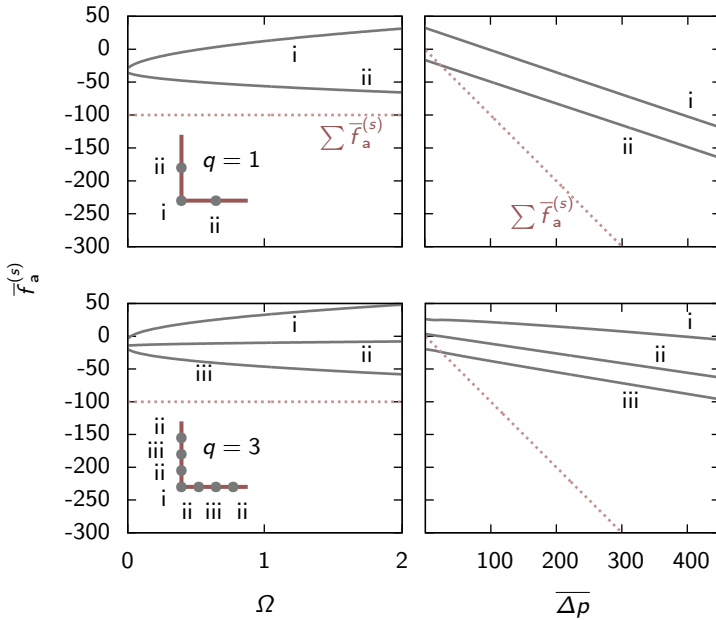 50
0
-50
-100
-150
-200
-250
-300
i
ii
∑ f̅ₐ⁽ˢ⁾
ii
q = 1
i
ii
i
ii
∑ f̅ₐ⁽ˢ⁾
f̅ₐ⁽ˢ⁾
50
0
-50
-100
-150
-200
-250
-300
i
ii
iii
ii
iii
ii
i
q = 3
ii iii ii
i
ii
iii
0 1 2
100 200 300 400
Ω
Δp̅